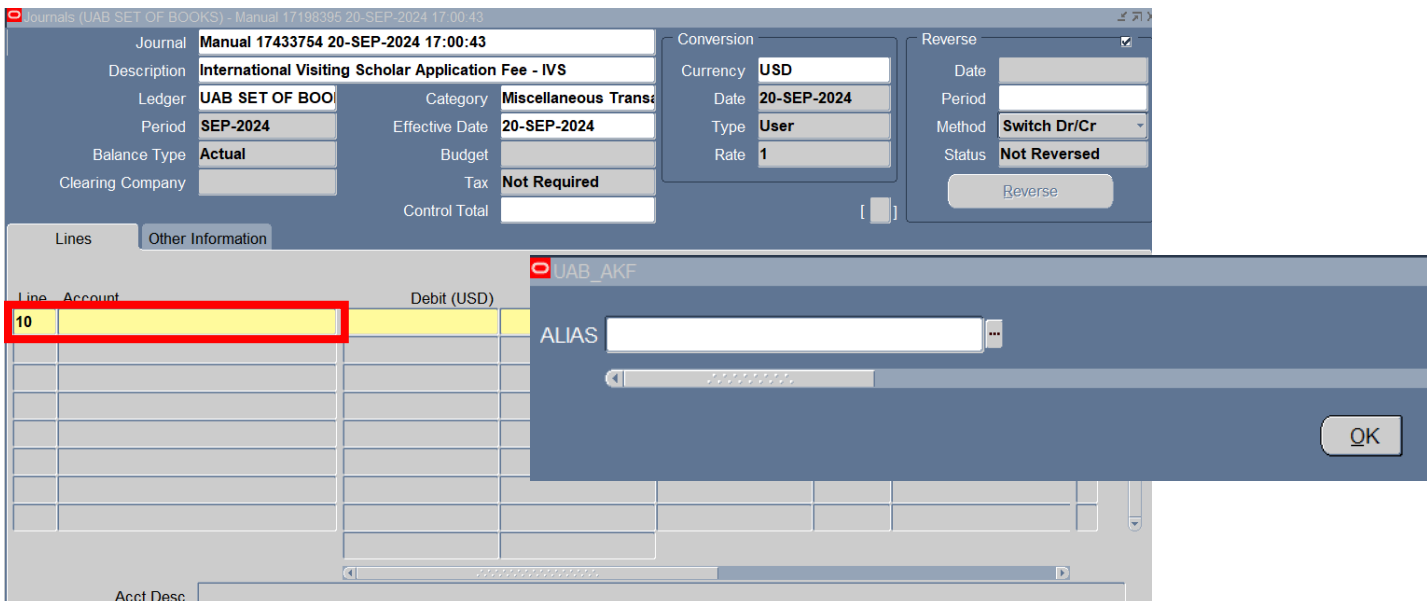 Journals (UAB SET OF BOOKS) - Manual 17198395 20-SEP-2024 17:00:43
Journal Manual 17433754 20-SEP-2024 17:00:43
Description International Visiting Scholar Application Fee - IVS
Ledger UAB SET OF BOO Category Miscellaneous Transa
Period SEP-2024 Effective Date 20-SEP-2024
Balance Type Actual Budget
Clearing Company Tax Not Required
Control Total
Conversion
Currency USD
Date 20-SEP-2024
Type User
Rate 1
Reverse
Date
Period
Method Switch Dr/Cr
Status Not Reversed
Reverse
[ ]
Lines Other Information
Line Account Debit (USD)
10
UAB_AKF
ALIAS ...
OK
Acct Desc